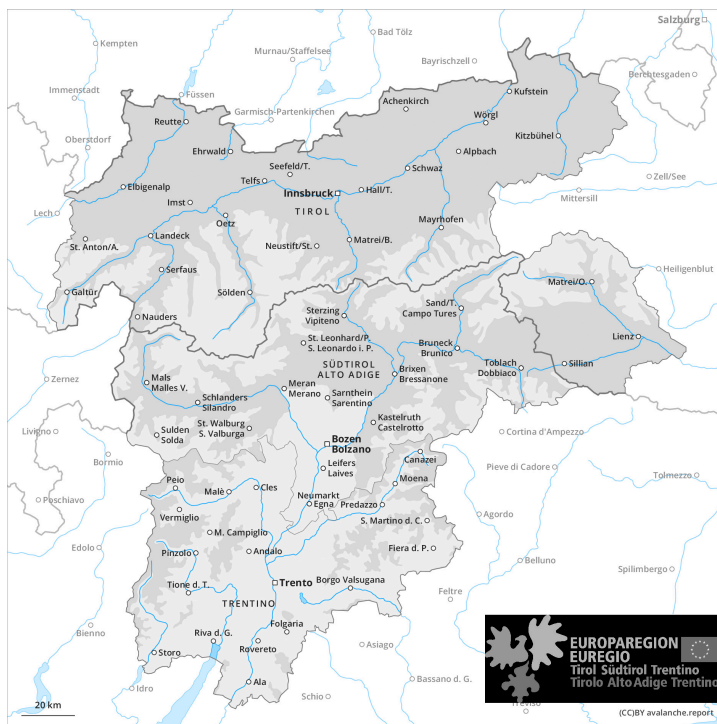 Salzburg
Kempten
Bad Tölz
Murnau/Staffelsee
Bayrischzell
Berchtesgaden
Immenstadt
Füssen
Kufstein
Achenkirch
Garmisch-Partenkirchen
Reutte
Wörgl
Oberstdorf
Kitzbühel
Ehrwald
Alpbach
Seefeld/T.
Schwaz
Zell/See
Telfs
Elbigenalp
Innsbruck
Hall/T.
Mittersill
Imst
Lech
TIROL
Oetz
Mayrhofen
Landeck
St. Anton/A.
Neustift/St.
Matrei/B.
Serfaus
Heiligenblut
Matrei/O.
Galtür
Sölden
Sand/T.
Campo Tures
Nauders
Sterzing
Vipiteno
Lienz
St. Leonhard/P.
S. Leonardo i. P.
Bruneck
Brunico
Toblach
Dobbiaco
Sillian
SÜDTIROL
ALTO ADIGE
Brixen
Bressanone
Zernez
Mals
Malles V.
Meran
Merano
Schlanders
Silandro
Sarnthein
Sarentino
St. Walburg
S. Valburga
Kastelruth
Castelrotto
Livigno
Sulden
Solda
Cortina d'Ampezzo
Bozen
Bolzano
Bormio
Canazei
Leifers
Laives
Pieve di Cadore
Tolmezzo
Peio
Moena
Malè
Cles
Neumarkt
Egna
Predazzo
Poschiavo
Vermiglio
Agordo
S. Martino d. C.
M. Campiglio
Edolo
Pinzolo
Andalo
Fiera d. P.
Belluno
Spilimbergo
Trento
Borgo Valsugana
Tione d. T.
Feltre
TRENTINO
Folgaria
Bienno
Riva d. G.
Rovereto
Asiago
Storo
Ala
Bassano d. G.
Idro
Schio
Treviso
EUROPAREGION
EUREGIO
Tirol Südtirol Trentino
Tirolo Alto Adige Trentino
20 km
(CC)BY avalanche.report